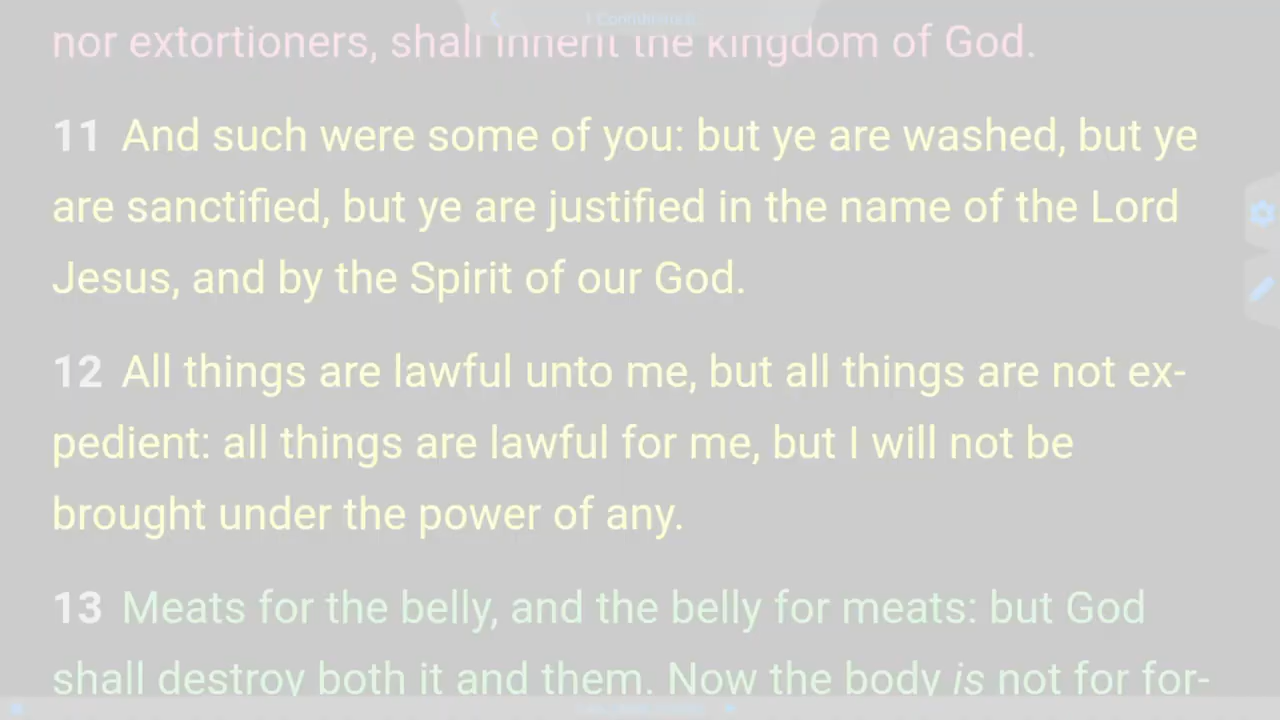 1 Corinthians
nor extortioners, shall inherit the kingdom of God.
11 And such were some of you: but ye are washed, but ye
are sanctified, but ye are justified in the name of the Lord
Jesus, and by the Spirit of our God.
12 All things are lawful unto me, but all things are not ex-
pedient: all things are lawful for me, but I will not be
brought under the power of any.
13 Meats for the belly, and the belly for meats: but God
shall destroy both it and them. Now the body is not for for-